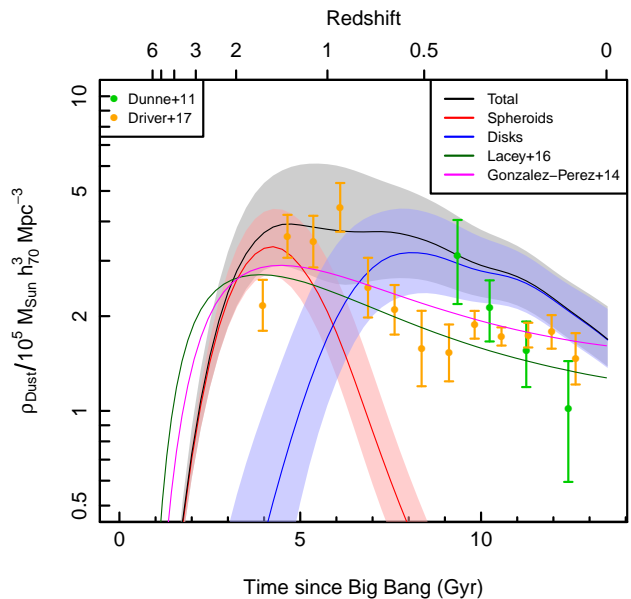 Redshift
6 3 2 1 0.5 0
Dunne+11
Driver+17
Total
Spheroids
Disks
Lacey+16
Gonzalez−Perez+14
10
5
2
1
0.5
ρDust/10^5 MSun h70^3 Mpc^−3
0 5 10
Time since Big Bang (Gyr)